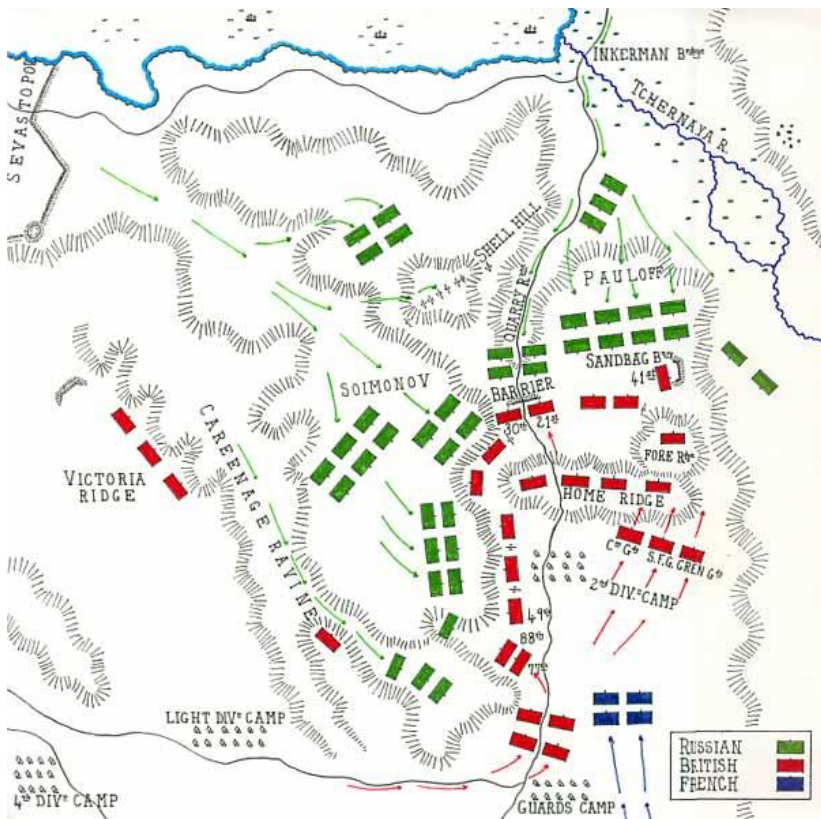 INKERMAN Bdge
TCHERNAYA R.
SEVASTOPOL
SHELL HILL
QUARRY Rne
PAULOFF
SANDBAG Bty
41st
SOIMONOV
BARRIER
30th
21st
FORE Rdge
VICTORIA
RIDGE
CAREENAGE RAVINE
HOME RIDGE
Cm Gds
S.F.G.
GREN Gds
2nd DIVn CAMP
49th
88th
77th
LIGHT DIVn CAMP
4th DIVn CAMP
GUARDS CAMP
RUSSIAN
BRITISH
FRENCH